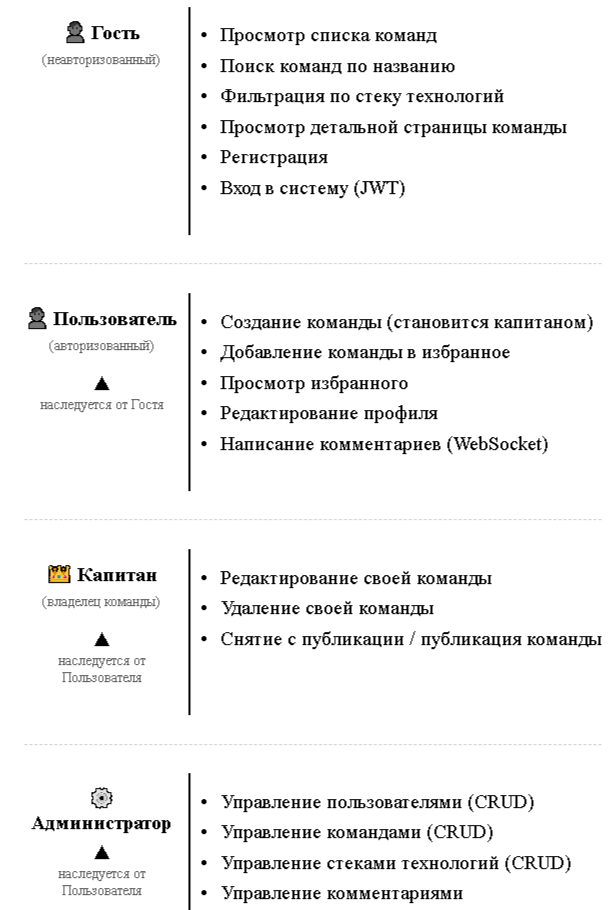 Гость
(неавторизованный)
• Просмотр списка команд
• Поиск команд по названию
• Фильтрация по стеку технологий
• Просмотр детальной страницы команды
• Регистрация
• Вход в систему (JWT)
Пользователь
(авторизованный)
▲
наследуется от Гостя
• Создание команды (становится капитаном)
• Добавление команды в избранное
• Просмотр избранного
• Редактирование профиля
• Написание комментариев (WebSocket)
Капитан
(владелец команды)
▲
наследуется от
Пользователя
• Редактирование своей команды
• Удаление своей команды
• Снятие с публикации / публикация команды
Администратор
▲
наследуется от
Пользователя
• Управление пользователями (CRUD)
• Управление командами (CRUD)
• Управление стеками технологий (CRUD)
• Управление комментариями